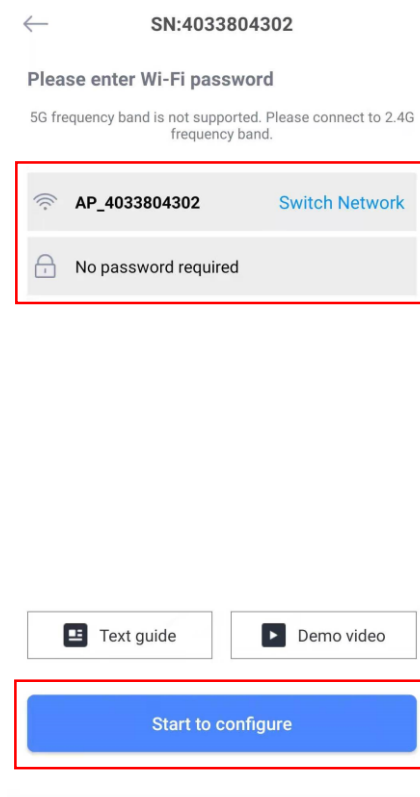 SN:4033804302
Please enter Wi-Fi password
5G frequency band is not supported. Please connect to 2.4G
frequency band.
AP_4033804302 Switch Network
No password required
Text guide Demo video
Start to configure